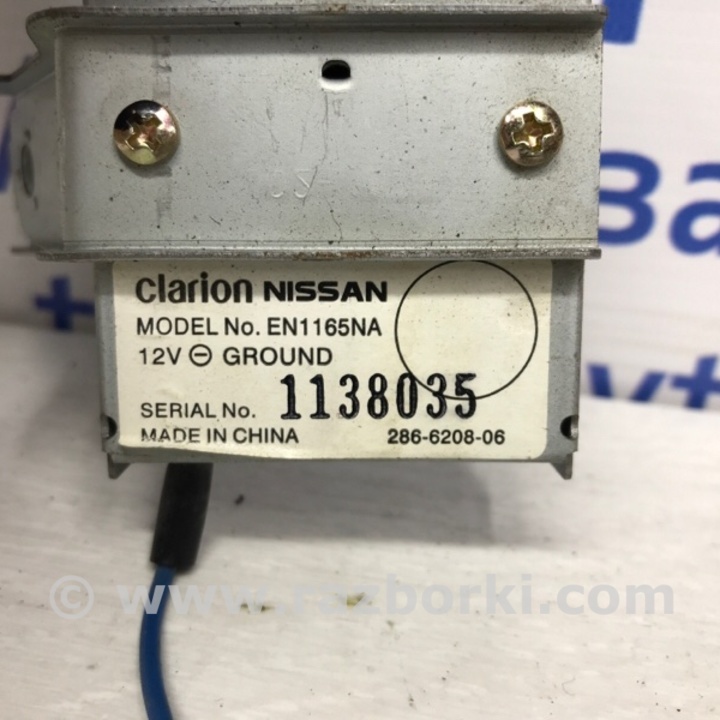 за
clarion NISSAN
MODEL No. EN1165NA
12V ⊖ GROUND
SERIAL No. 1138035
MADE IN CHINA 286-6208-06
© www.razborki.com